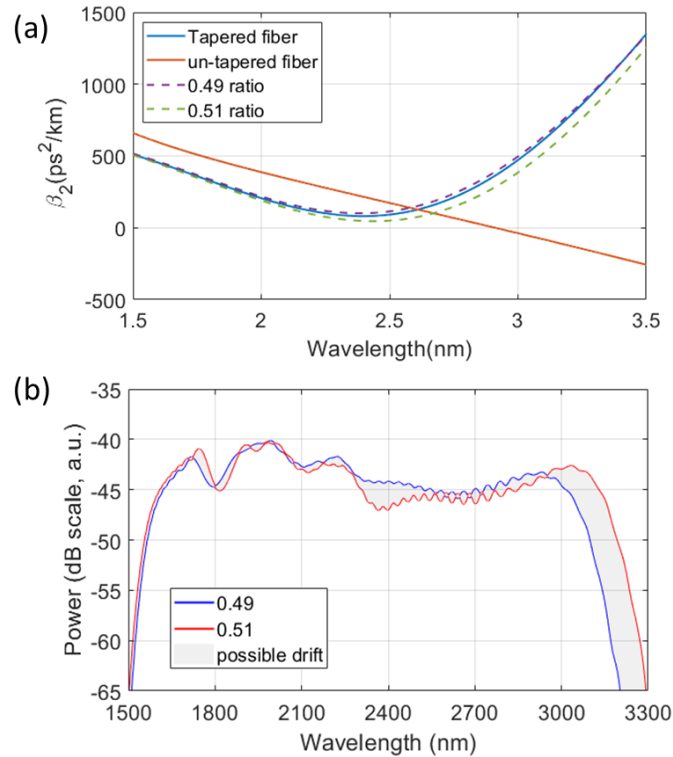 (a)
1500
1000
500
0
-500
β2(ps2/km)
Tapered fiber
un-tapered fiber
0.49 ratio
0.51 ratio
1.5
2
2.5
3
3.5
Wavelength(nm)
(b)
-35
-40
-45
-50
-55
-60
-65
Power (dB scale, a.u.)
0.49
0.51
possible drift
1500
1800
2100
2400
2700
3000
3300
Wavelength (nm)